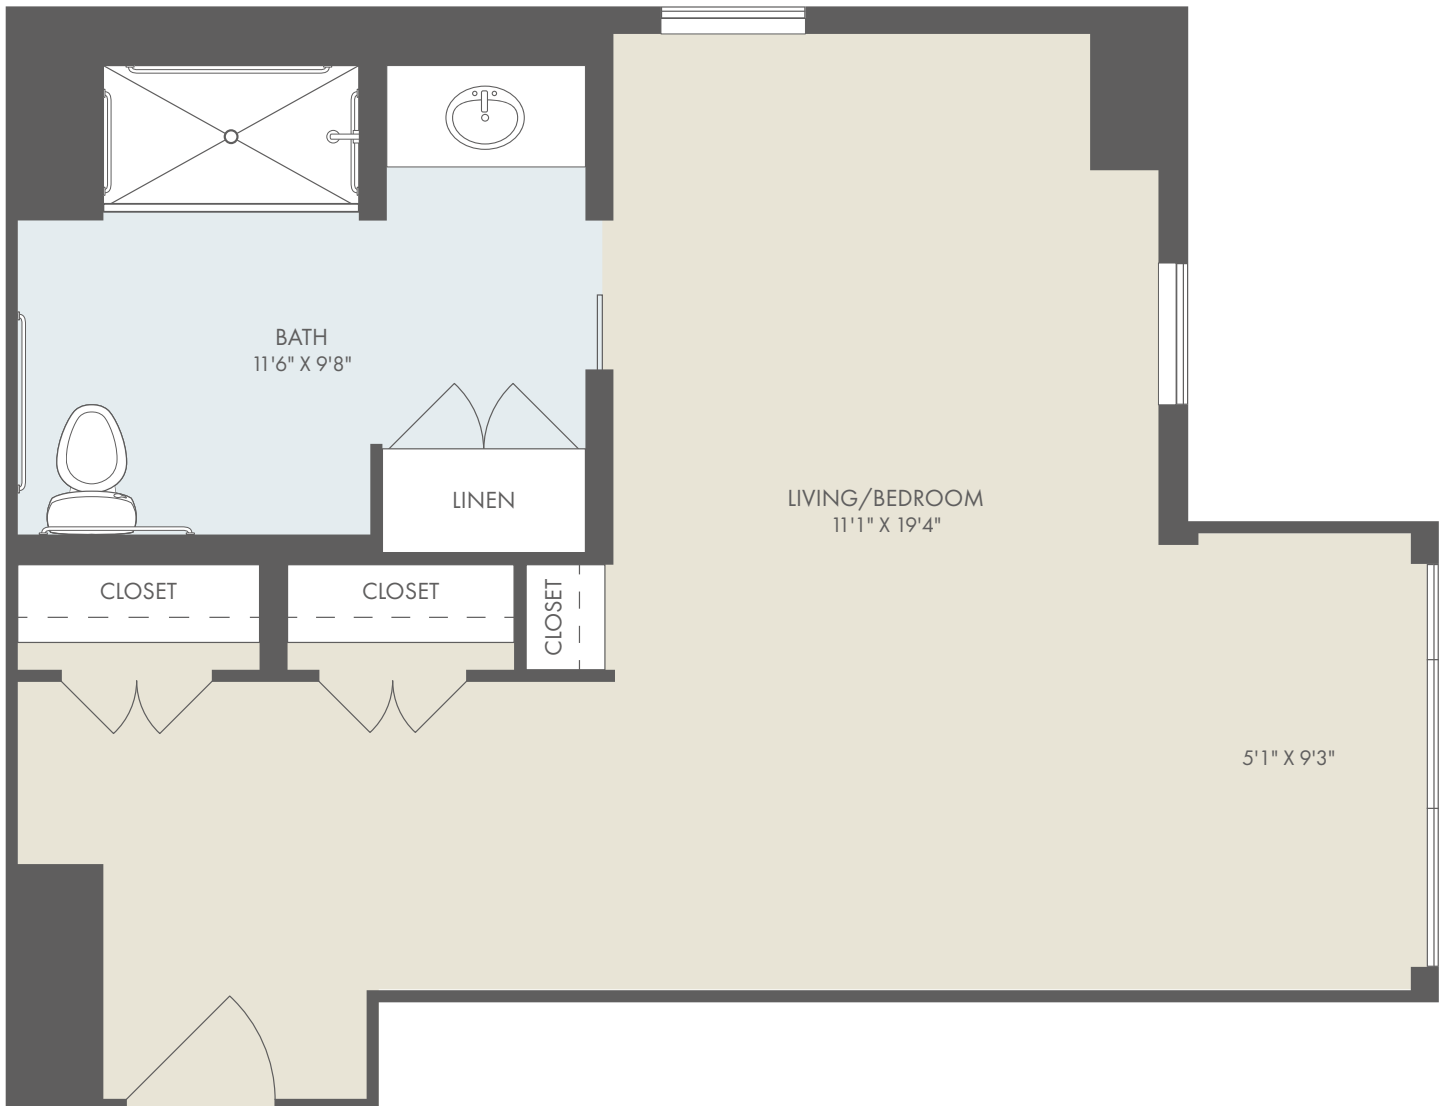 BATH
11'6" X 9'8"
LINEN
LIVING/BEDROOM
11'1" X 19'4"
CLOSET
CLOSET
CLOSET
5'1" X 9'3"